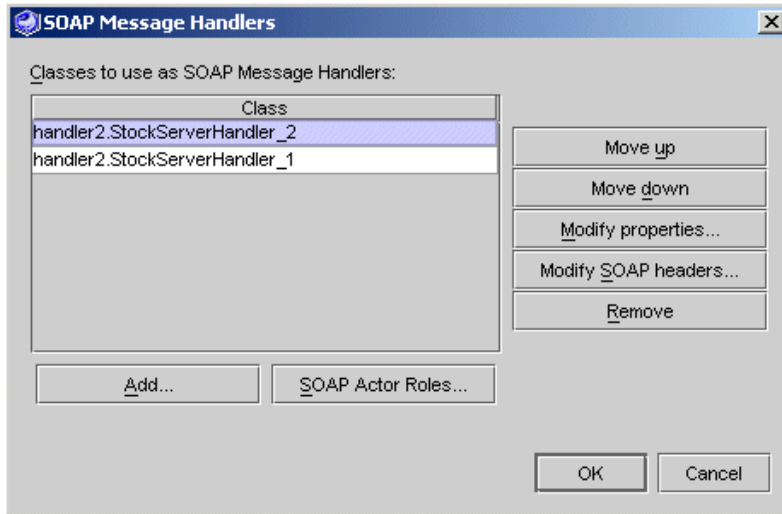 SOAP Message Handlers
Classes to use as SOAP Message Handlers:
Class
handler2.StockServerHandler_2
handler2.StockServerHandler_1
Move up
Move down
Modify properties...
Modify SOAP headers...
Remove
Add...
SOAP Actor Roles...
OK
Cancel